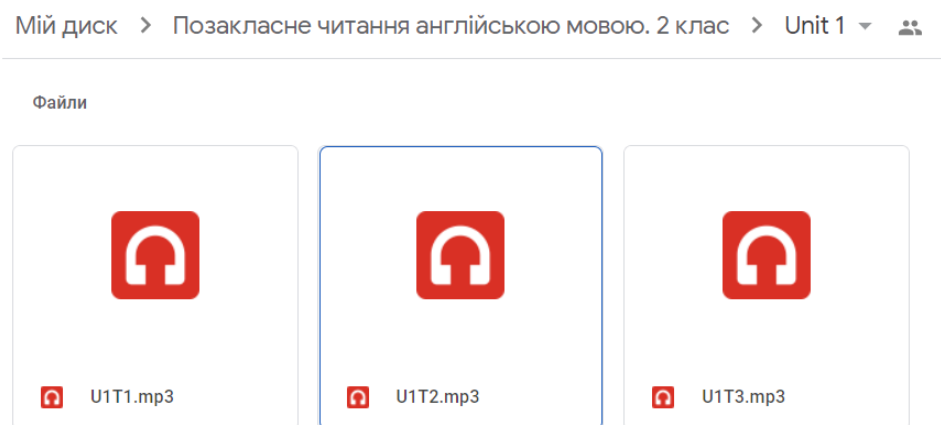 Мій диск > Позакласне читання англійською мовою. 2 клас > Unit 1
Файли
U1T1.mp3 U1T2.mp3 U1T3.mp3